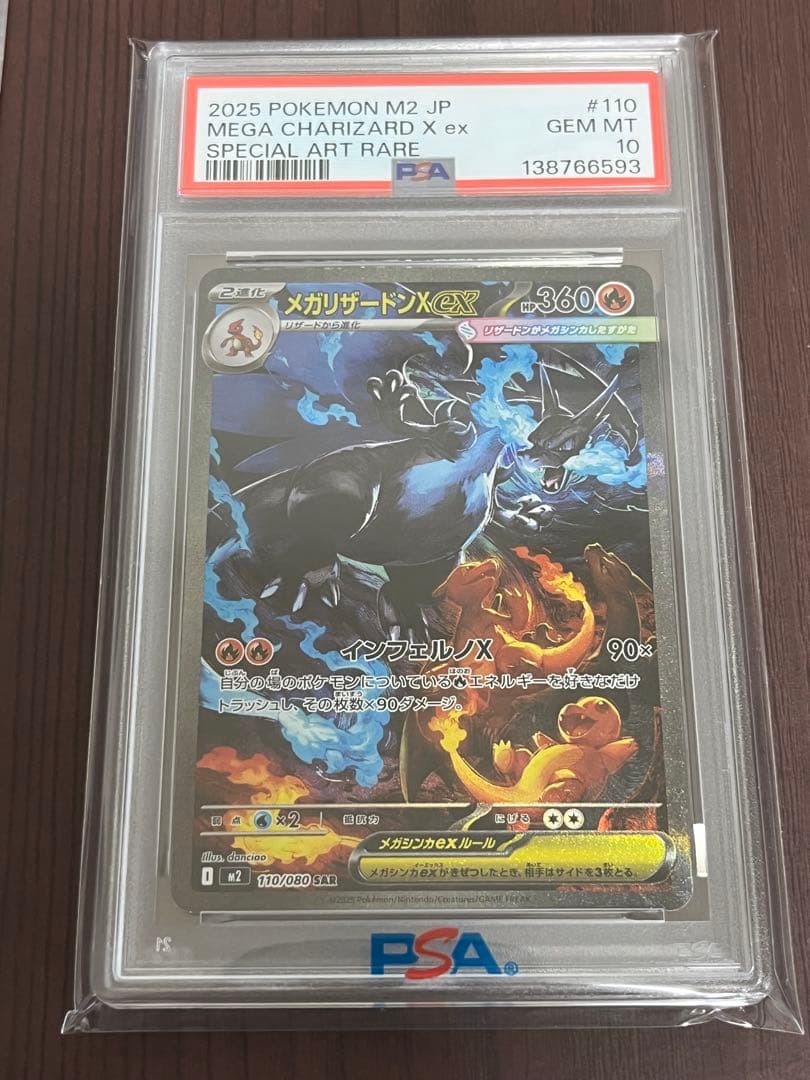 2025 POKEMON M2 JP #110
MEGA CHARIZARD X ex GEM MT
SPECIAL ART RARE 10
PSA 138766593
2進化 メガリザードンXex HP360
リザードから進化 リザードンがメガシンカしたすがた
インフェルノX 90×
自分の場のポケモンについているエネルギーを好きなだけ
トラッシュし、その枚数×90ダメージ。
弱点 ×2 抵抗力 にげる
メガシンカexルール
メガシンカexがきぜつしたとき、相手はサイドを3枚とる。
Illus. danciao
I M2 110/080 SAR
©2025 Pokémon/Nintendo/Creatures/GAME FREAK
PSA®